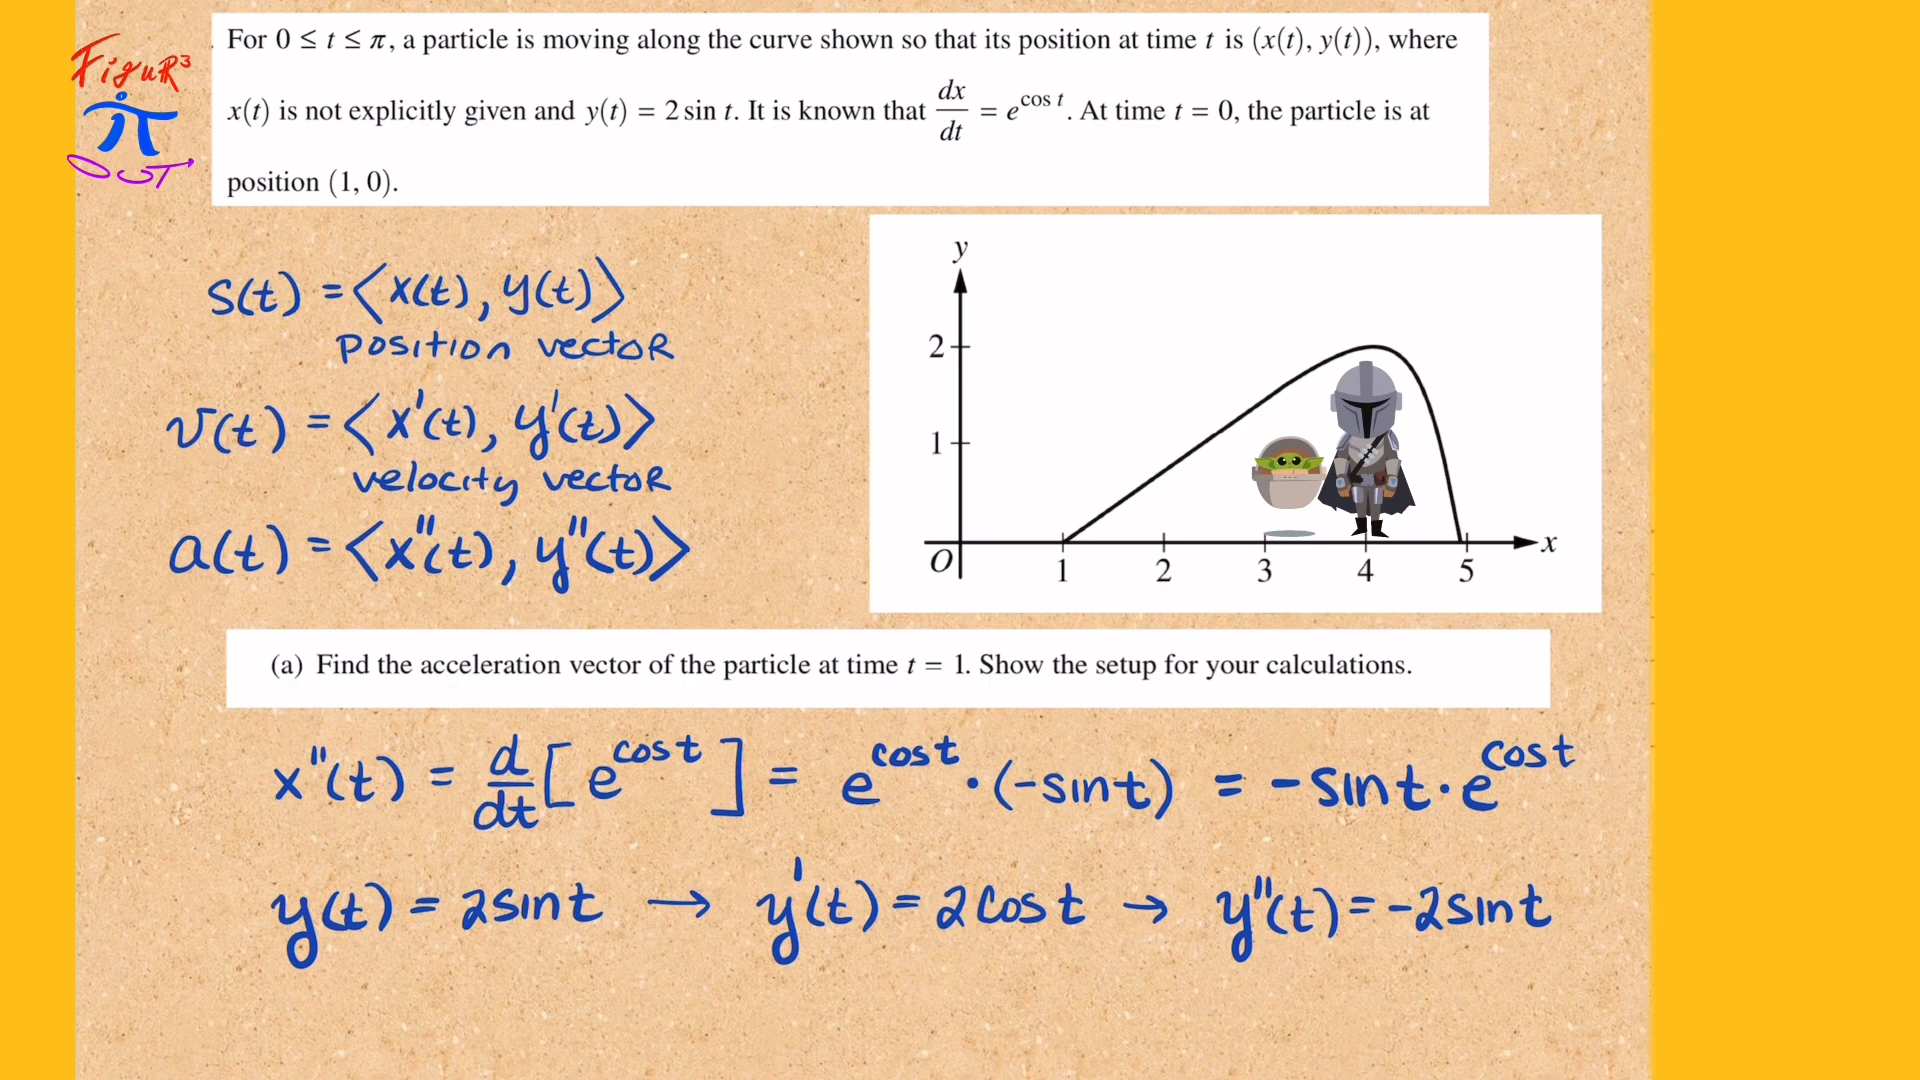 For 0 ≤ t ≤ π, a particle is moving along the curve shown so that its position at time t is (x(t), y(t)), where
x(t) is not explicitly given and y(t) = 2 sin t. It is known that dx/dt = e^cos t. At time t = 0, the particle is at
position (1, 0).
FiguR³
π
OuT
s(t) = ⟨x(t), y(t)⟩
position vectoR
v(t) = ⟨x'(t), y'(t)⟩
velocity vectoR
a(t) = ⟨x"(t), y"(t)⟩
y
2
1
O
1 2 3 4 5
x
(a) Find the acceleration vector of the particle at time t = 1. Show the setup for your calculations.
x"(t) = d/dt [e^cos t] = e^cos t · (-sin t) = -sin t · e^cos t
y(t) = 2sin t → y'(t) = 2cos t → y"(t) = -2sin t